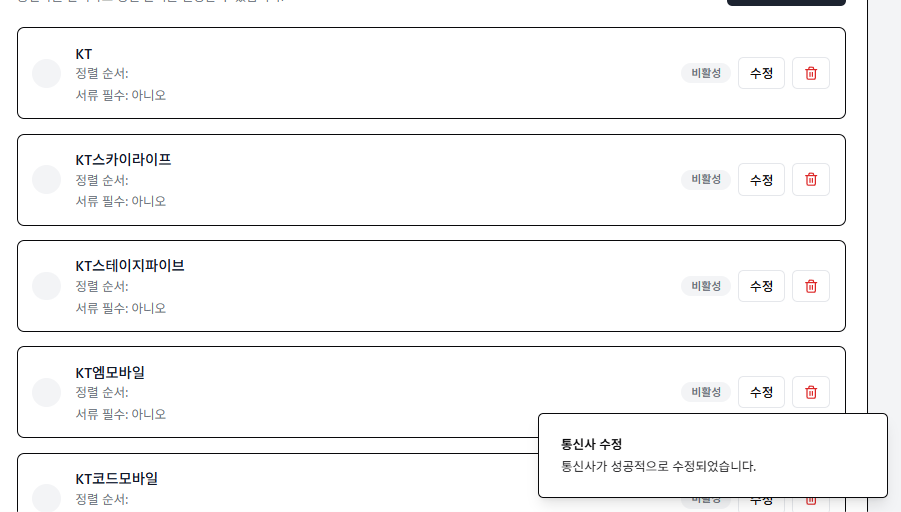 KT
정렬 순서:
서류 필수: 아니오
비활성
수정
KT스카이라이프
정렬 순서:
서류 필수: 아니오
비활성
수정
KT스테이지파이브
정렬 순서:
서류 필수: 아니오
비활성
수정
KT엠모바일
정렬 순서:
서류 필수: 아니오
비활성
수정
KT코드모바일
정렬 순서:
비활성
수정
통신사 수정
통신사가 성공적으로 수정되었습니다.